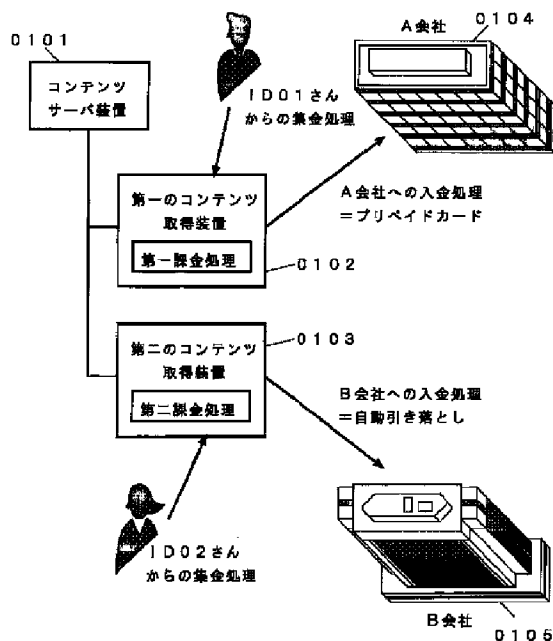 0101
コンテンツ
サーバ装置
ID01さん
からの集金処理
A会社
0104
第一のコンテンツ
取得装置
第一課金処理
0102
A会社への入金処理
=プリペイドカード
0103
第二のコンテンツ
取得装置
第二課金処理
B会社への入金処理
=自動引き落とし
ID02さん
からの集金処理
B会社
0105